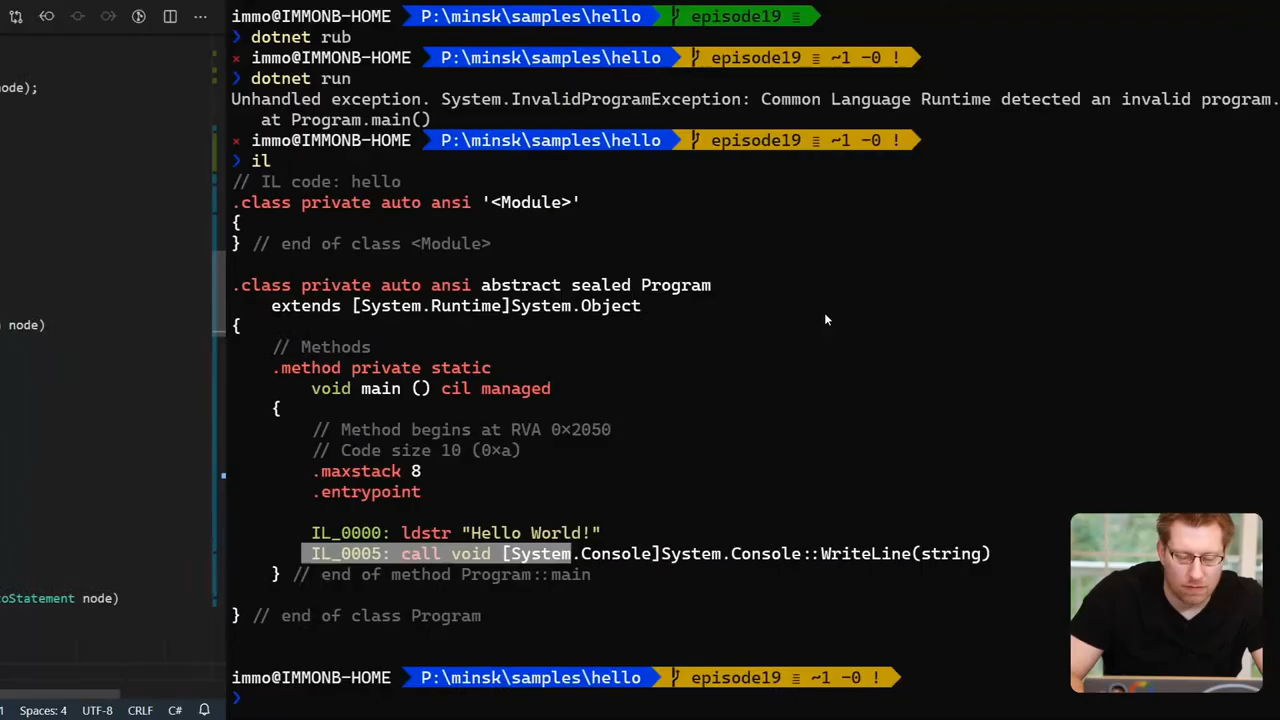 immo@IMMONB-HOME P:\minsk\samples\hello episode19 ≡
❯ dotnet rub
× immo@IMMONB-HOME P:\minsk\samples\hello episode19 ≡ ~1 -0 !
❯ dotnet run
Unhandled exception. System.InvalidProgramException: Common Language Runtime detected an invalid program.
at Program.main()
× immo@IMMONB-HOME P:\minsk\samples\hello episode19 ≡ ~1 -0 !
❯ il
// IL code: hello
.class private auto ansi '<Module>'
{
} // end of class <Module>
.class private auto ansi abstract sealed Program
extends [System.Runtime]System.Object
{
// Methods
.method private static
void main () cil managed
{
// Method begins at RVA 0×2050
// Code size 10 (0×a)
.maxstack 8
.entrypoint
IL_0000: ldstr "Hello World!"
IL_0005: call void [System.Console]System.Console::WriteLine(string)
} // end of method Program::main
} // end of class Program
immo@IMMONB-HOME P:\minsk\samples\hello episode19 ≡ ~1 -0 !
❯
ode);
node)
oStatement node)
1 Spaces: 4 UTF-8 CRLF C#